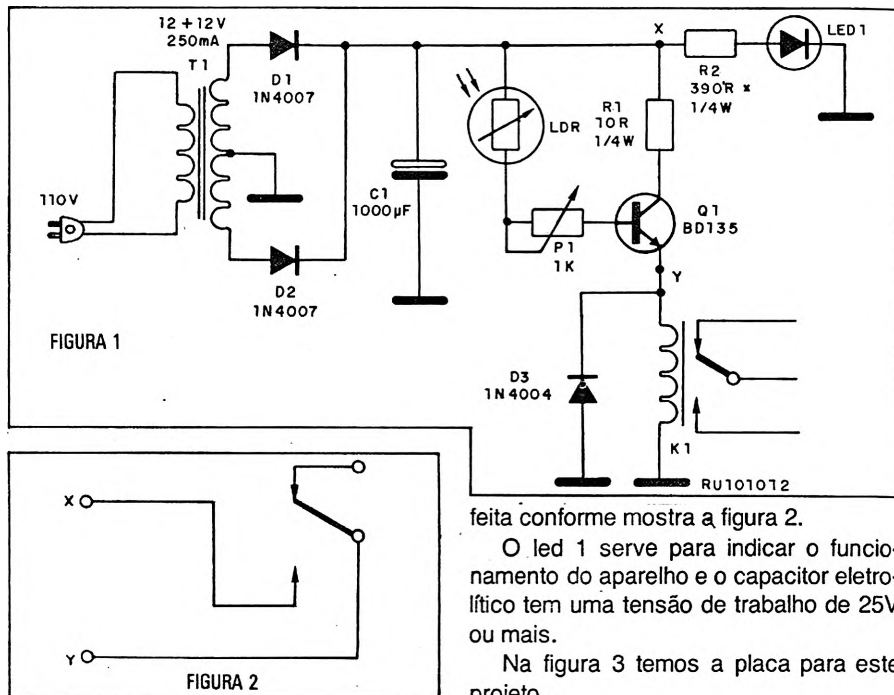 12 + 12V
250mA
T1
D1
1N4007
110V
D2
1N4007
C1
1000µF
LDR
P1
1K
X
R1
10R
1/4W
R2
390R x
1/4W
LED1
Q1
BD135
Y
D3
1N4004
K1
RU101012
FIGURA 1
X
Y
FIGURA 2
feita conforme mostra a figura 2.
O led 1 serve para indicar o funcio-
namento do aparelho e o capacitor eletro-
lítico tem uma tensão de trabalho de 25V
ou mais.
Na figura 3 temos a placa para este
projeto.